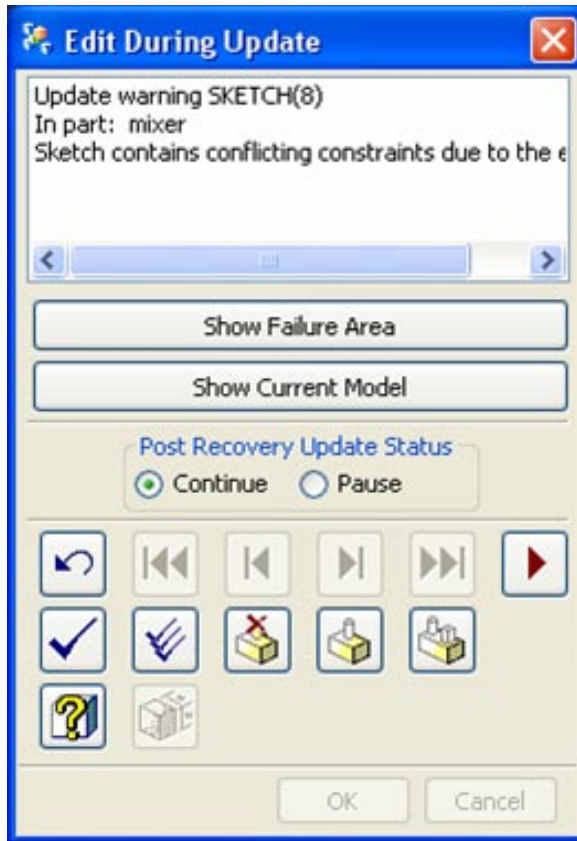 Edit During Update
Update warning SKETCH(8)
In part: mixer
Sketch contains conflicting constraints due to the
Show Failure Area
Show Current Model
Post Recovery Update Status
Continue Pause
OK Cancel